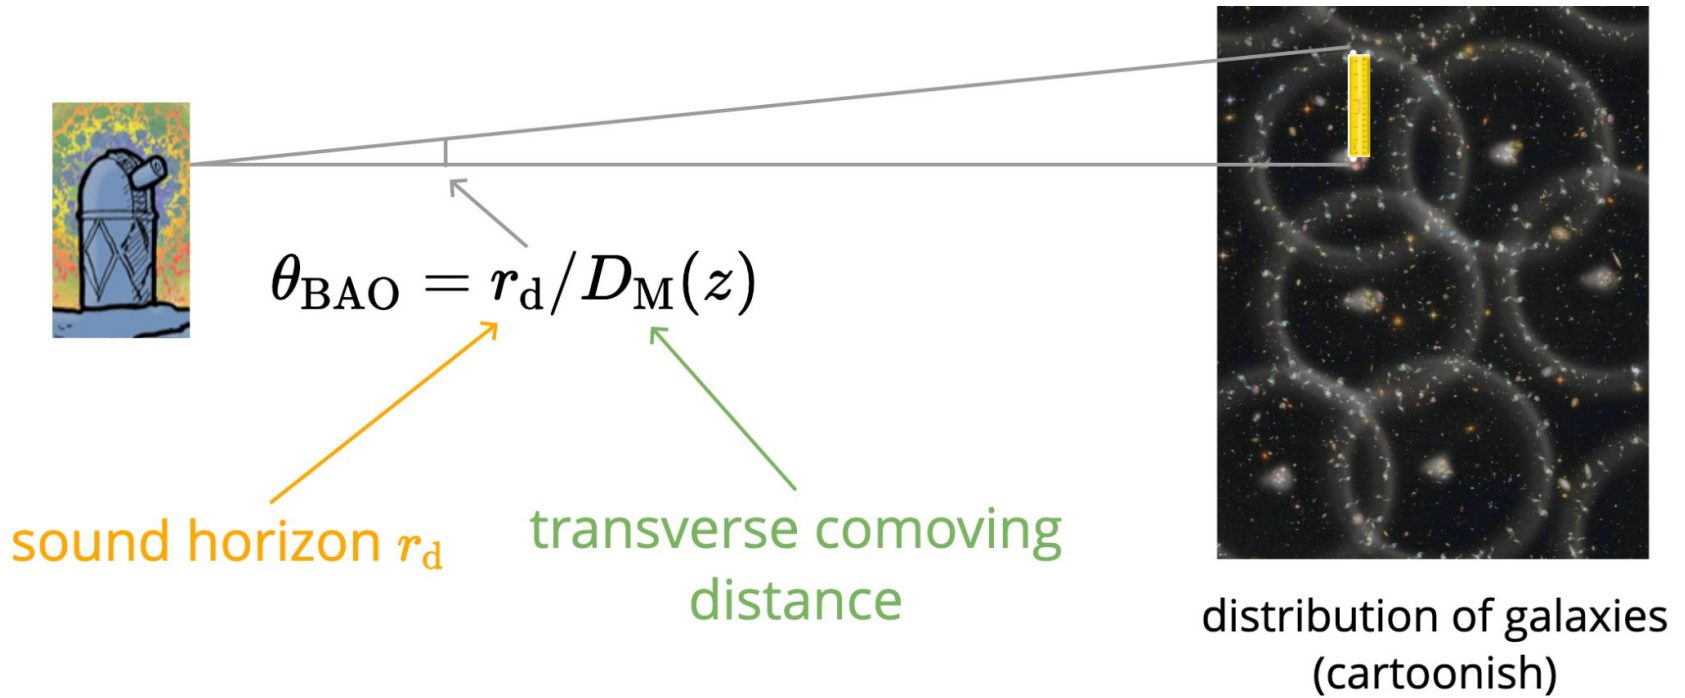 θ_BAO = r_d/D_M(z)
sound horizon r_d
transverse comoving
distance
distribution of galaxies
(cartoonish)